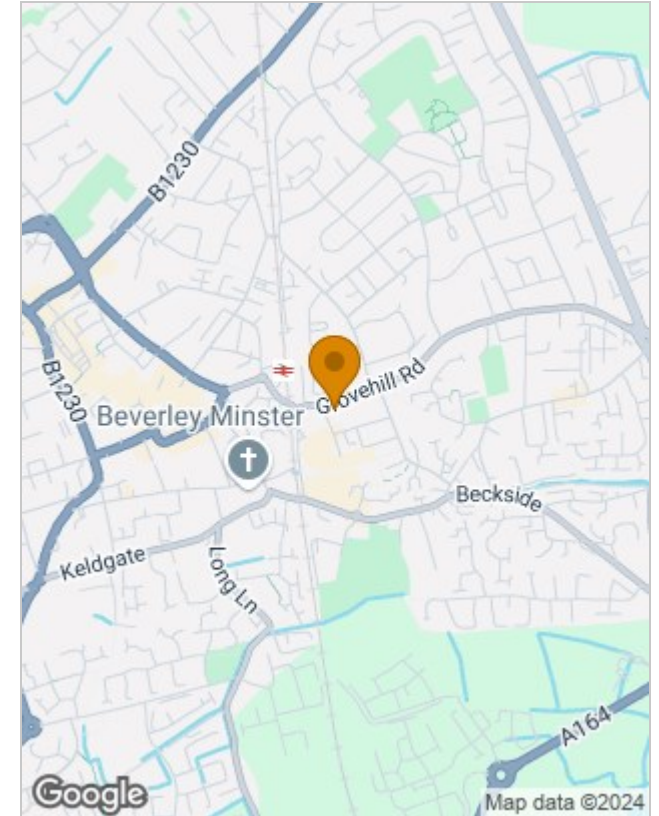 B1230
B1230
Grovehill Rd
Beverley Minster
Beckside
Keldgate
Long Ln
A164
Google
Map data ©2024